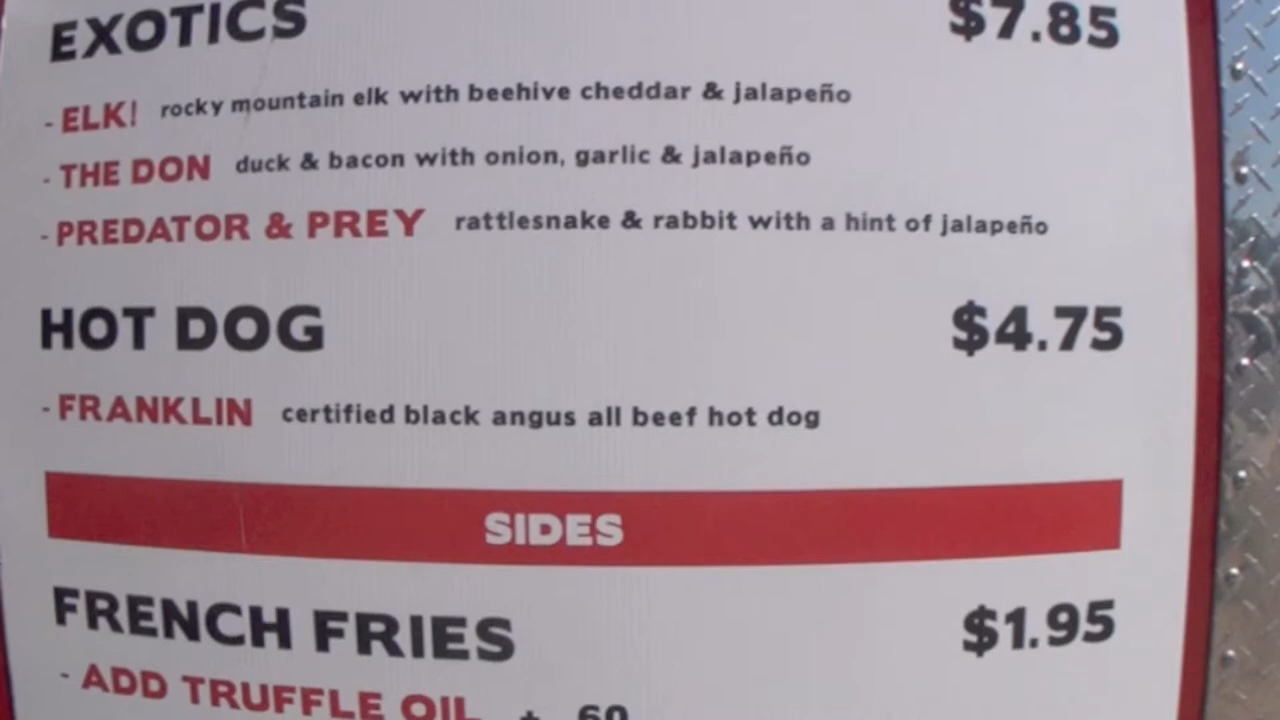 EXOTICS $7.85
- ELK! rocky mountain elk with beehive cheddar & jalapeño
- THE DON duck & bacon with onion, garlic & jalapeño
- PREDATOR & PREY rattlesnake & rabbit with a hint of jalapeño
HOT DOG $4.75
- FRANKLIN certified black angus all beef hot dog
SIDES
FRENCH FRIES $1.95
- ADD TRUFFLE OIL + .60